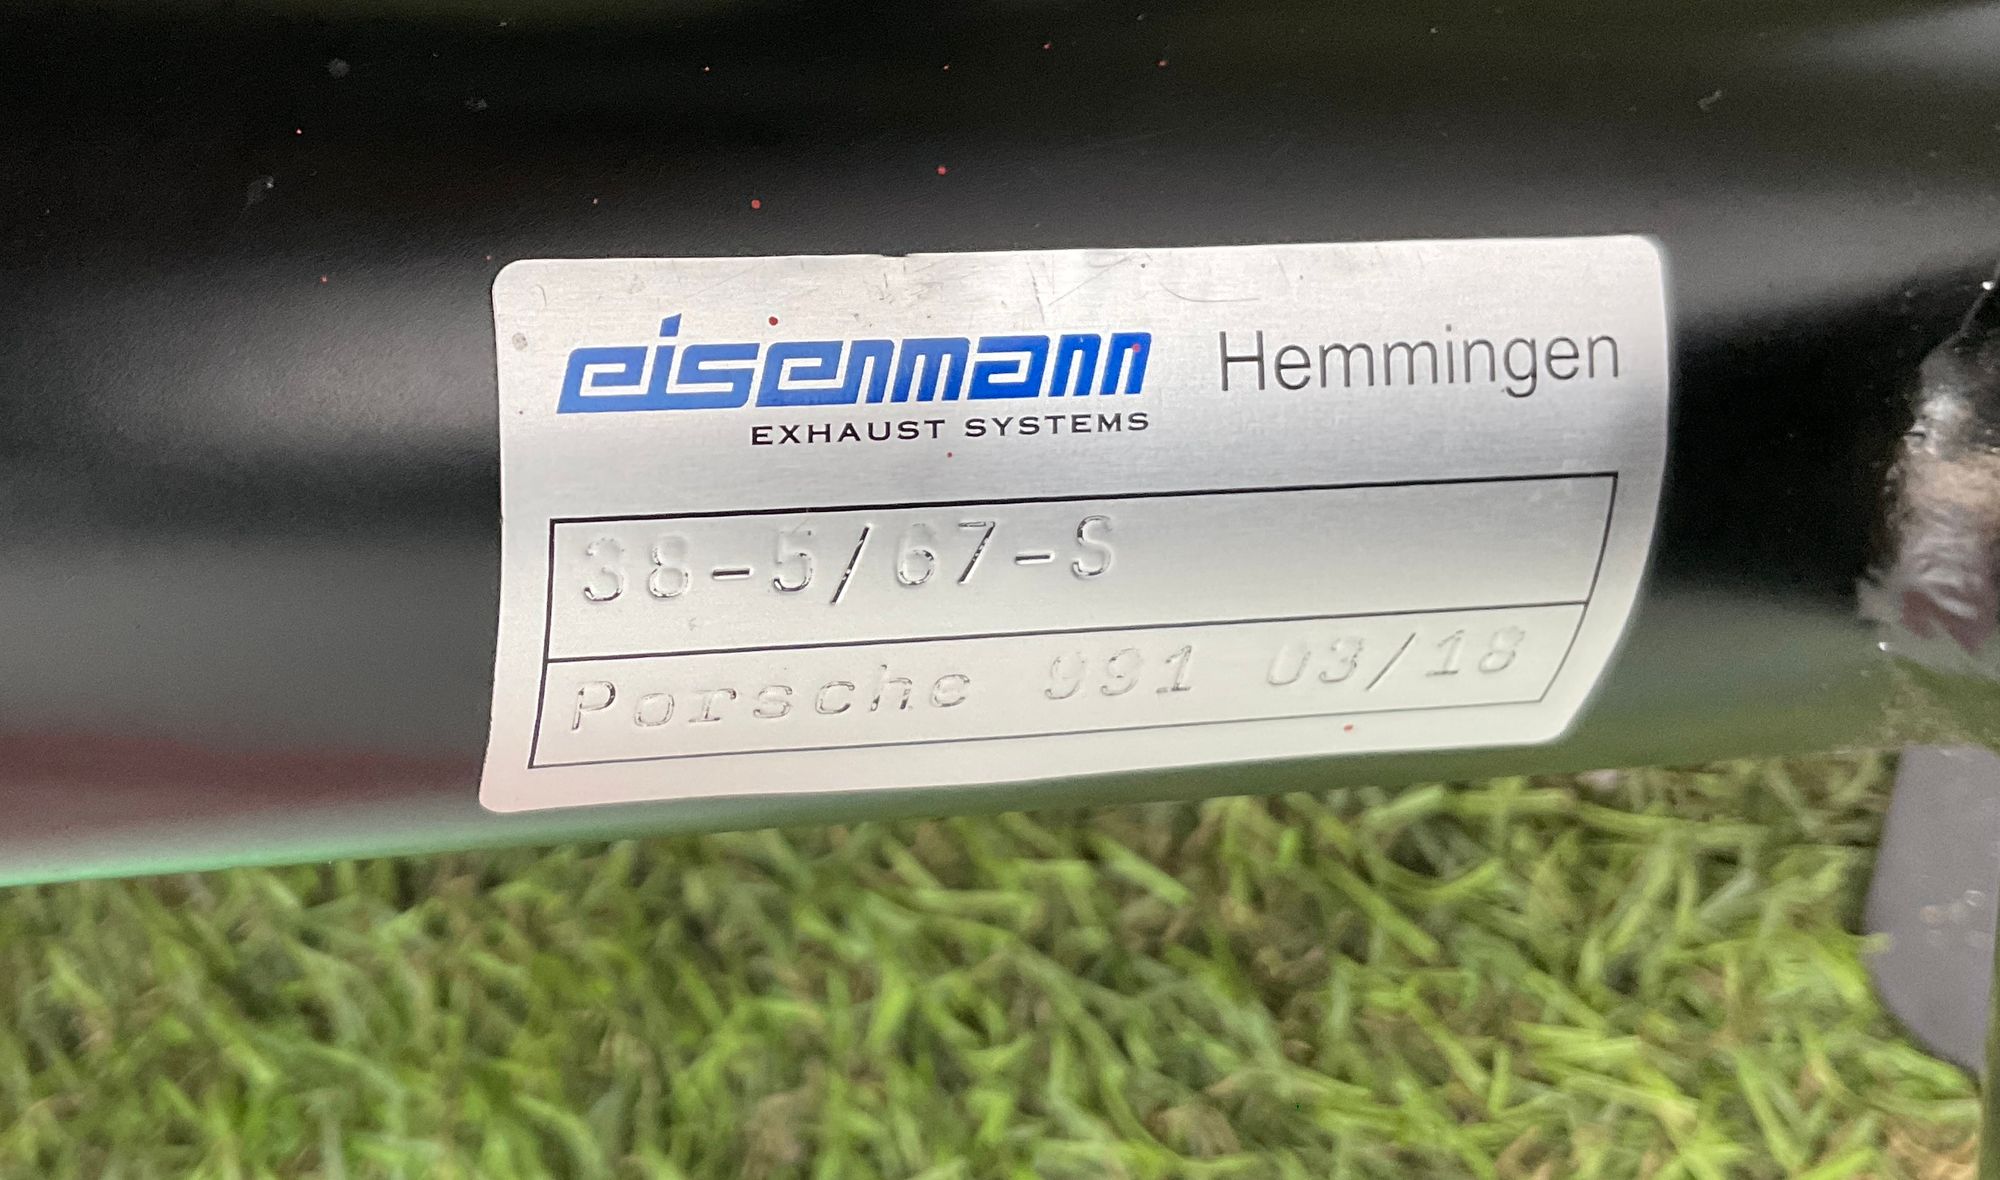 eisenmann Hemmingen
EXHAUST SYSTEMS
38-5/67-S
Porsche 991 03/18